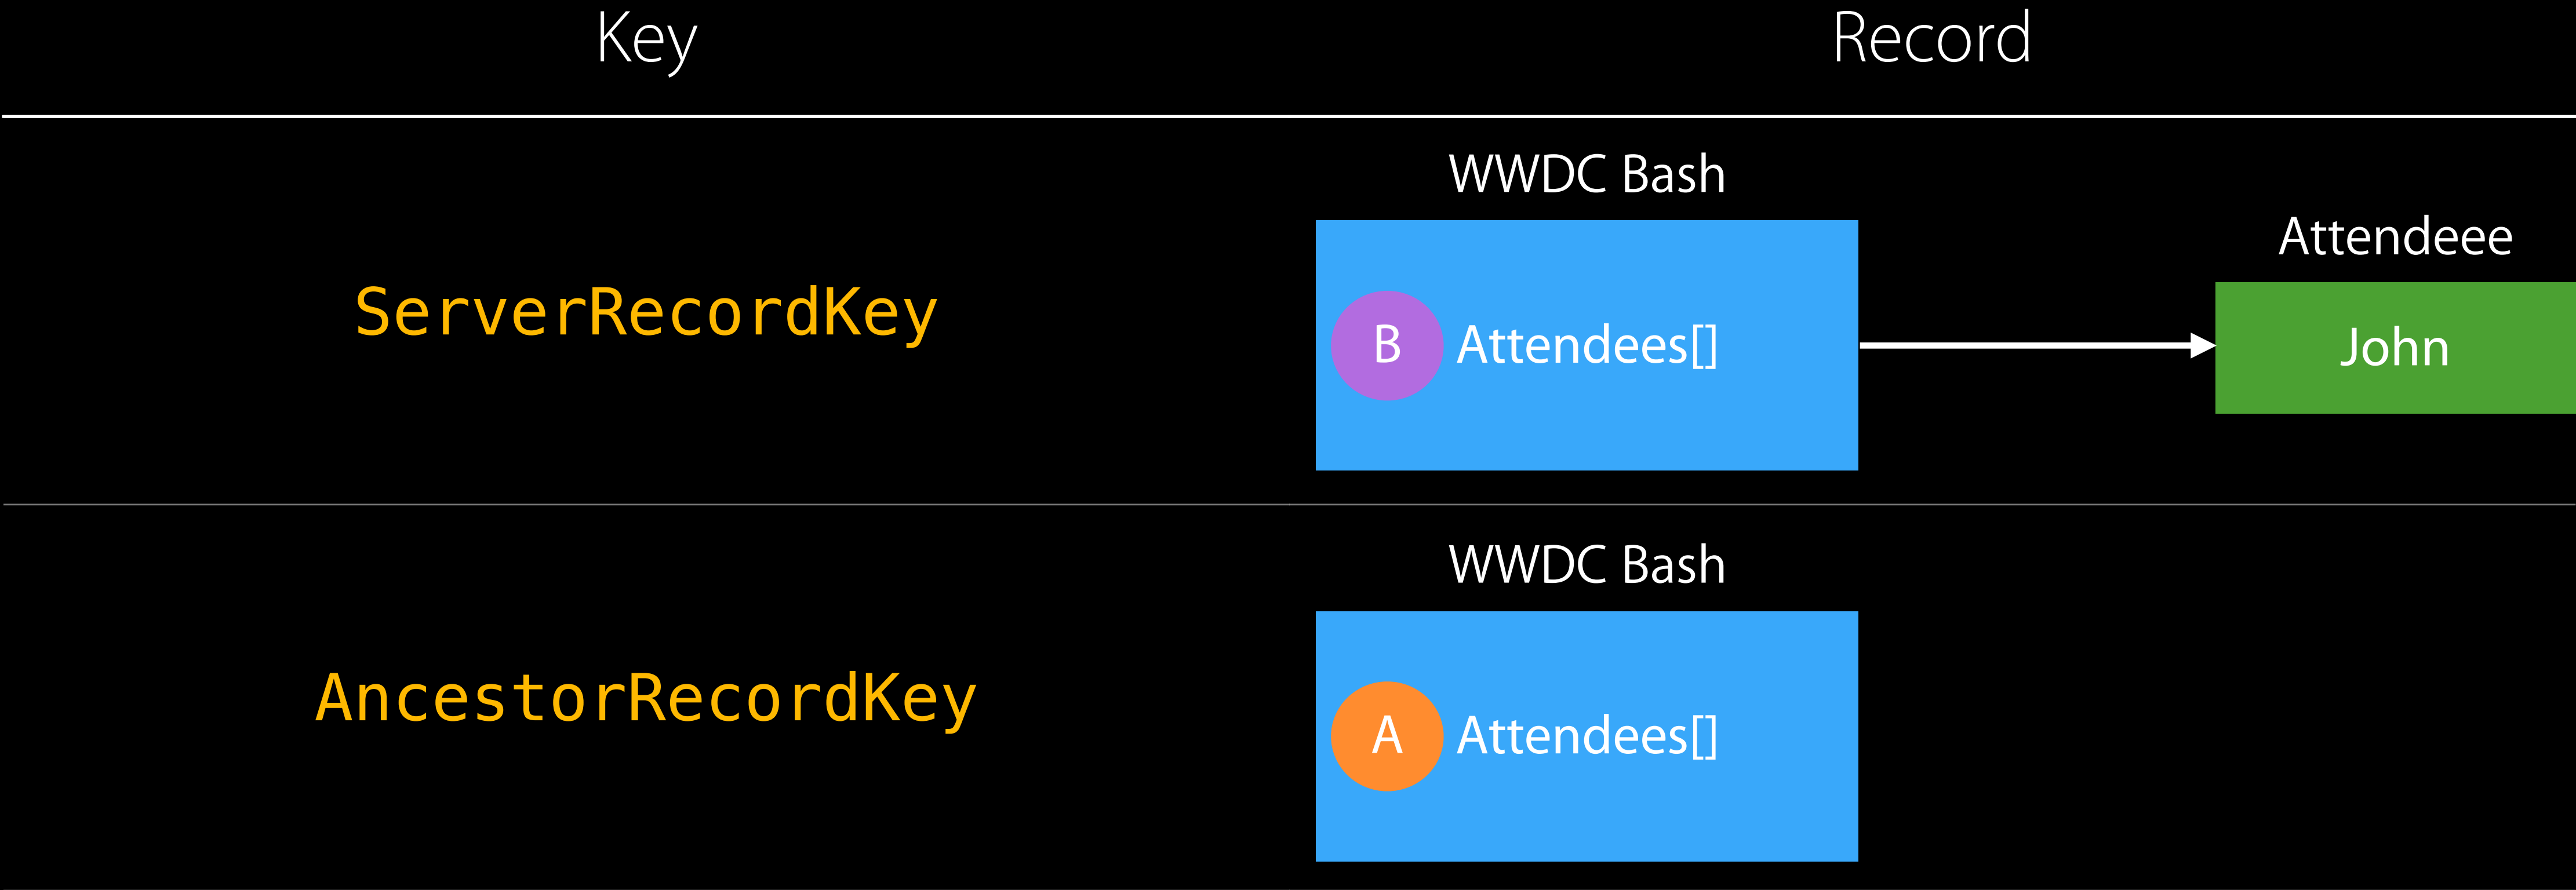 Key
Record
WWDC Bash
Attendeee
ServerRecordKey
B
Attendees[]
John
WWDC Bash
AncestorRecordKey
A
Attendees[]